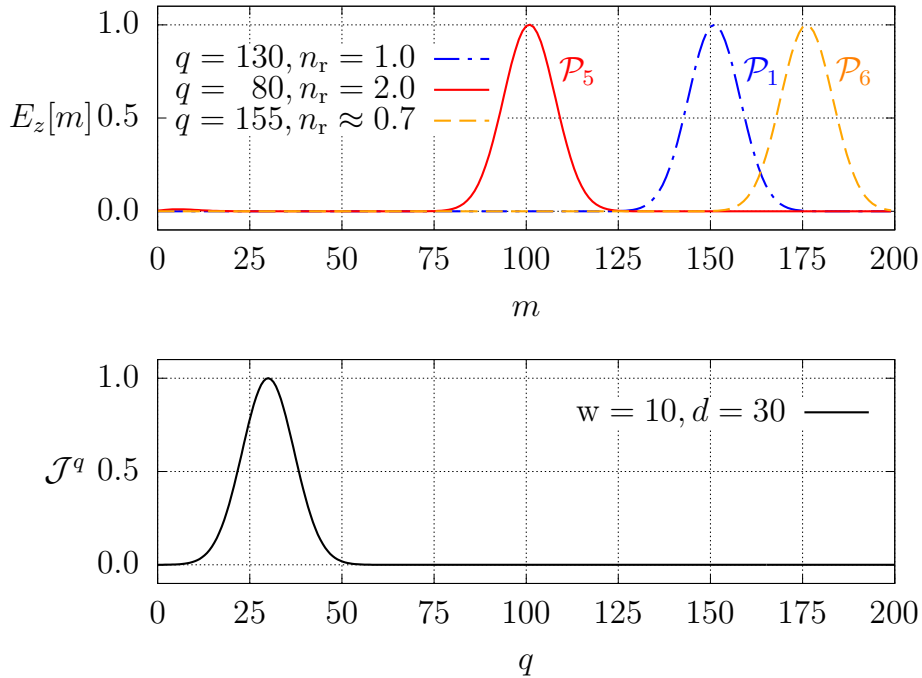 1.0
q = 130, n_r = 1.0
𝒫_5
𝒫_1
𝒫_6
q = 80, n_r = 2.0
E_z[m] 0.5
q = 155, n_r ≈ 0.7
0.0
0 25 50 75 100 125 150 175 200
m
1.0
w = 10, d = 30
𝒥^q 0.5
0.0
0 25 50 75 100 125 150 175 200
q